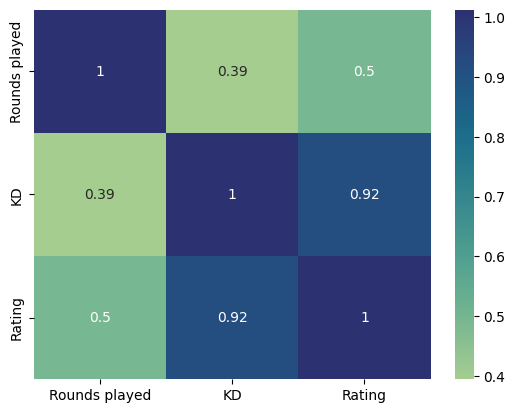 Rounds played
1
0.39
0.5
KD
0.39
1
0.92
Rating
0.5
0.92
1
Rounds played
KD
Rating
1.0
0.9
0.8
0.7
0.6
0.5
0.4